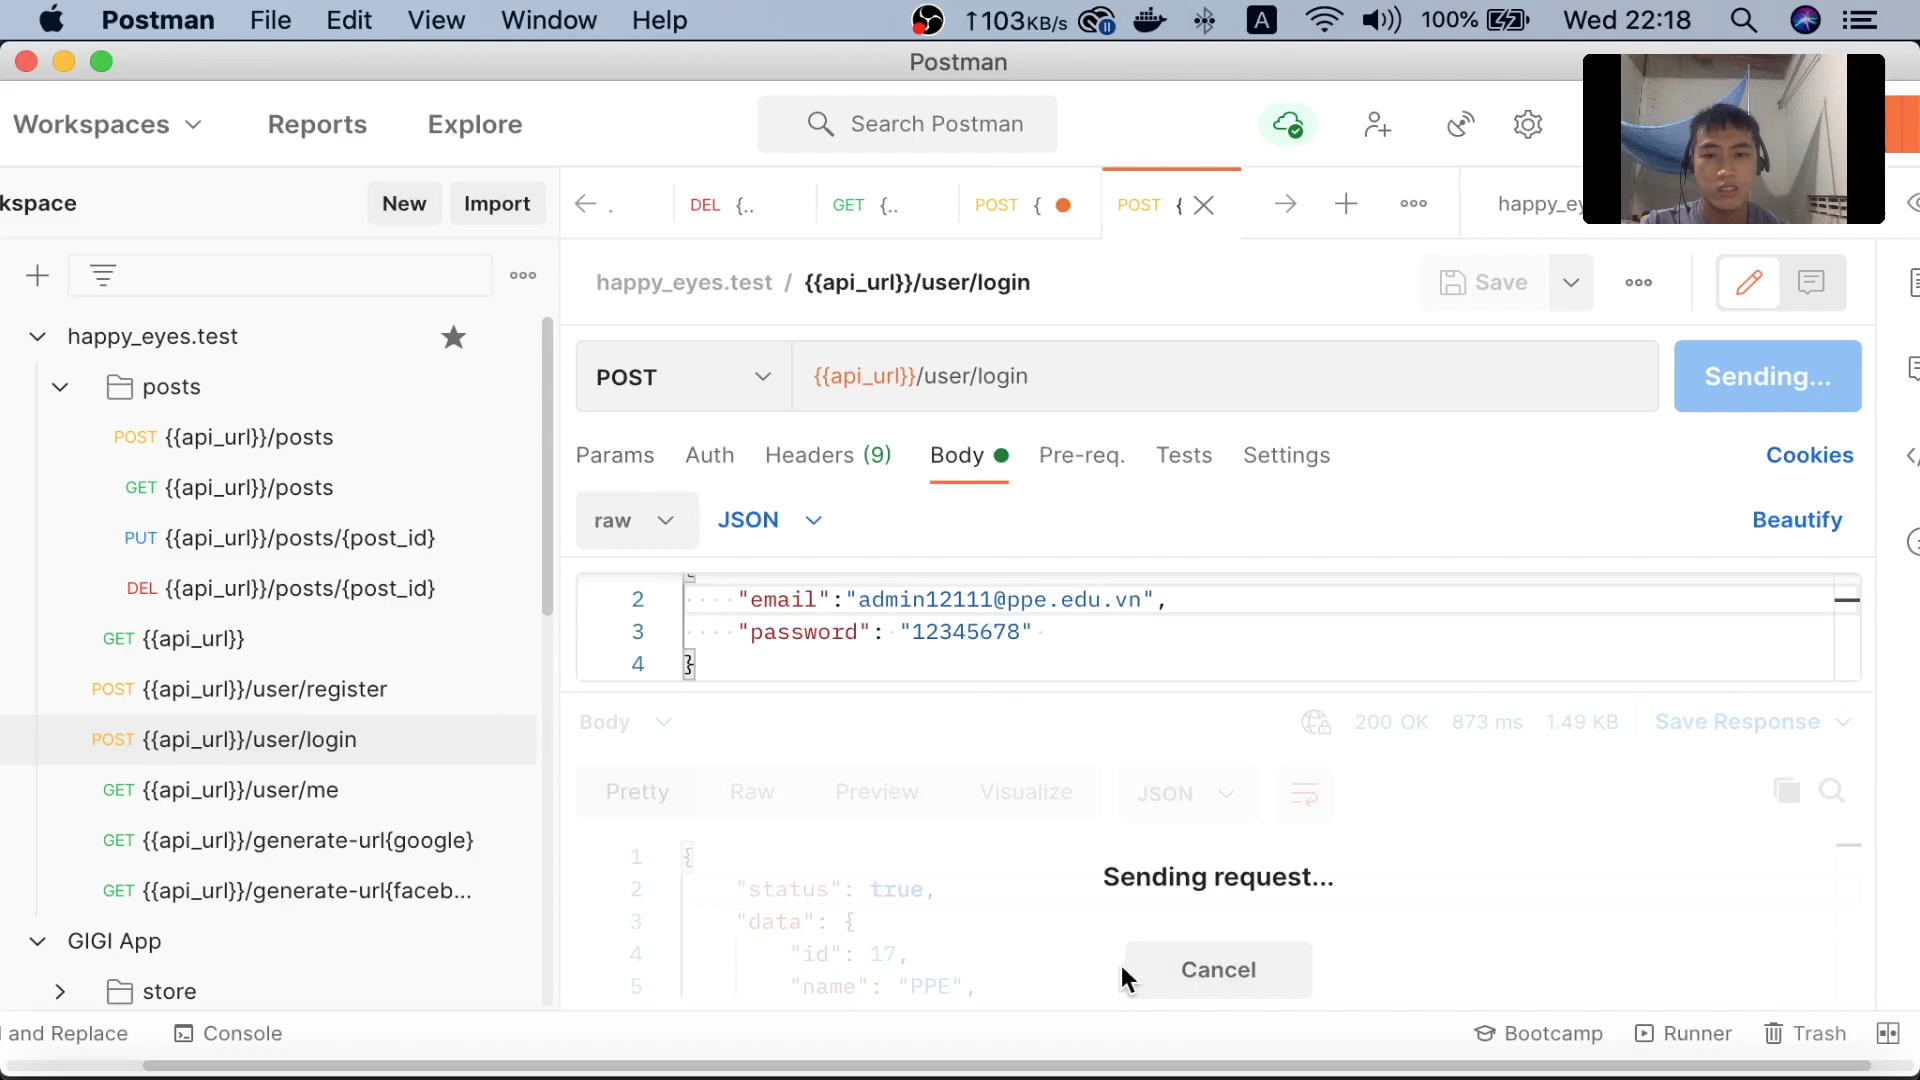 Postman File Edit View Window Help ↑103KB/s A 100% Wed 22:18
Postman
Workspaces Reports Explore Search Postman
kspace New Import . DEL {.. GET {.. POST { POST { happy_ey
happy_eyes.test / {{api_url}}/user/login Save
happy_eyes.test
POST {{api_url}}/user/login Sending...
posts
POST {{api_url}}/posts
GET {{api_url}}/posts
PUT {{api_url}}/posts/{post_id}
DEL {{api_url}}/posts/{post_id}
GET {{api_url}}
POST {{api_url}}/user/register
POST {{api_url}}/user/login
GET {{api_url}}/user/me
GET {{api_url}}/generate-url{google}
GET {{api_url}}/generate-url{faceb...
GIGI App
store
Params Auth Headers (9) Body Pre-req. Tests Settings Cookies
raw JSON Beautify
2 "email":"admin12111@ppe.edu.vn",
3 "password": "12345678"
4 }
Body 200 OK 873 ms 1.49 KB Save Response
Pretty Raw Preview Visualize JSON
1 {
2 "status": true,
3 "data": {
4 "id": 17,
5 "name": "PPE",
Sending request...
Cancel
and Replace Console Bootcamp Runner Trash